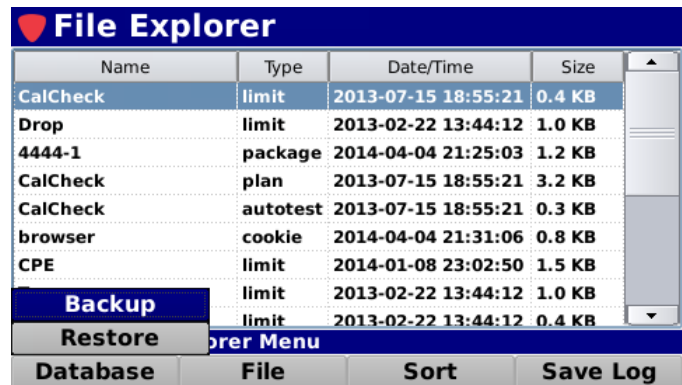 File Explorer
Name Type Date/Time Size
CalCheck limit 2013-07-15 18:55:21 0.4 KB
Drop limit 2013-02-22 13:44:12 1.0 KB
4444-1 package 2014-04-04 21:25:03 1.2 KB
CalCheck plan 2013-07-15 18:55:21 3.2 KB
CalCheck autotest 2013-07-15 18:55:21 0.3 KB
browser cookie 2014-04-04 21:31:06 0.8 KB
CPE limit 2014-01-08 23:02:50 1.5 KB
limit 2013-02-22 13:44:12 1.0 KB
Backup
limit 2013-02-22 13:44:12 0.4 KB
Restore
orer Menu
Database File Sort Save Log